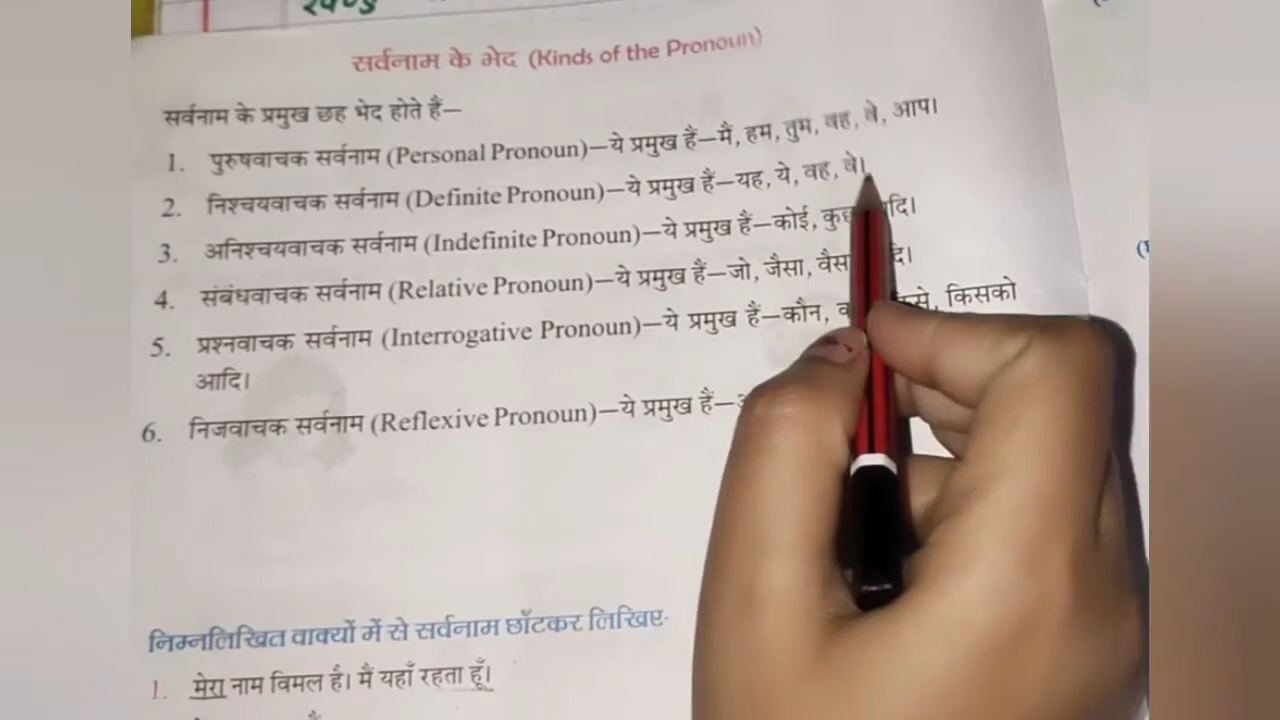 सर्वनाम के भेद (Kinds of the Pronoun)
सर्वनाम के प्रमुख छह भेद होते हैं—
1. पुरुषवाचक सर्वनाम (Personal Pronoun)—ये प्रमुख हैं—मैं, हम, तुम, वह, वे, आप।
2. निश्चयवाचक सर्वनाम (Definite Pronoun)—ये प्रमुख हैं—यह, ये, वह, वे।
3. अनिश्चयवाचक सर्वनाम (Indefinite Pronoun)—ये प्रमुख हैं—कोई,
4. संबंधवाचक सर्वनाम (Relative Pronoun)—ये प्रमुख हैं—जो, जैसा,
5. प्रश्नवाचक सर्वनाम (Interrogative Pronoun)—ये प्रमुख हैं—कौन, किसको
आदि।
6. निजवाचक सर्वनाम (Reflexive Pronoun)—ये प्रमुख हैं—
निम्नलिखित वाक्यों में से सर्वनाम छाँटकर लिखिए-
1. मेरा नाम विमल है। मैं यहाँ रहता हूँ।